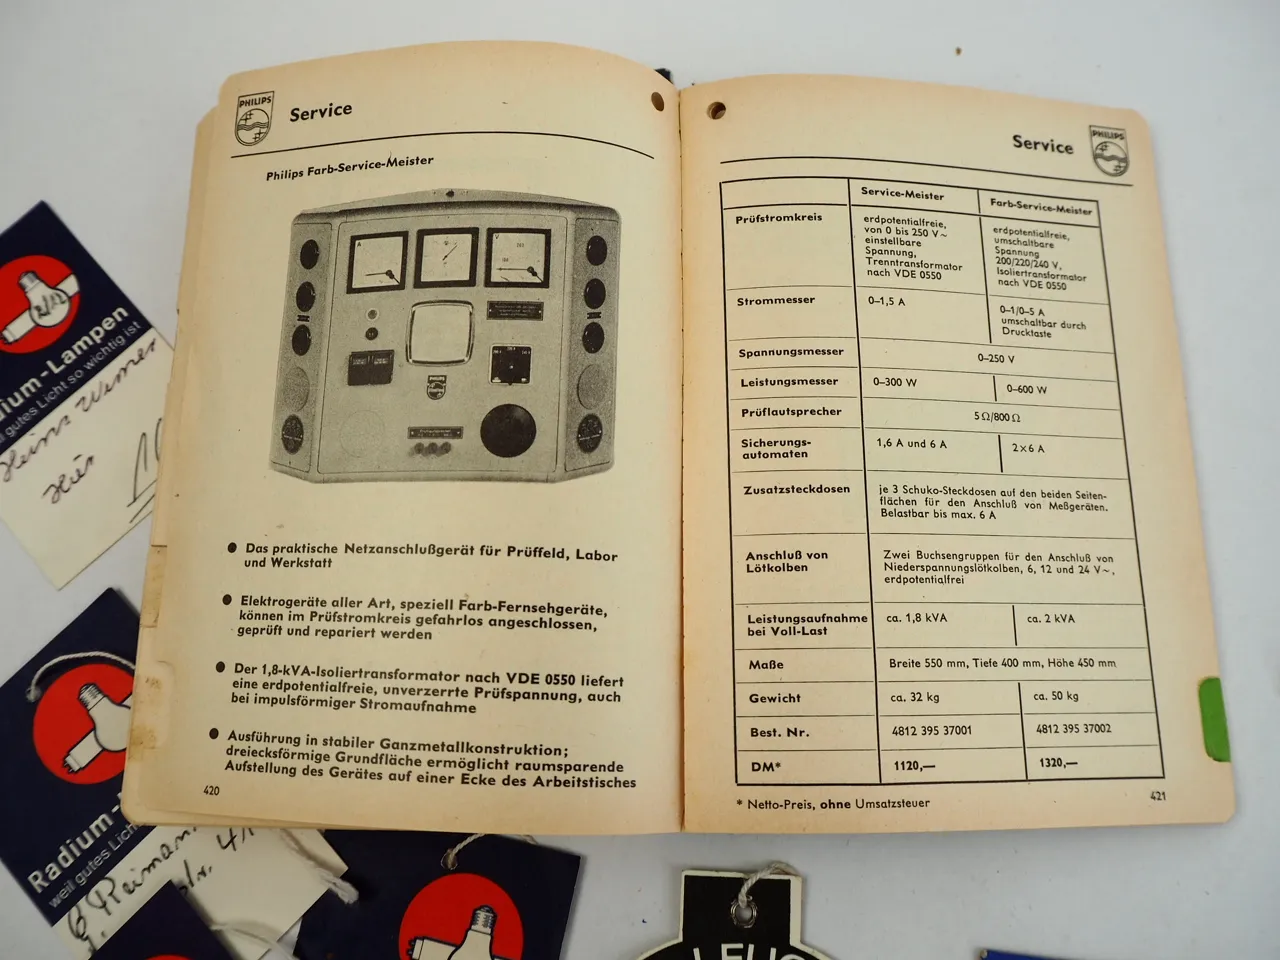 PHILIPS
Service
Philips Farb-Service-Meister
PHILIPS
● Das praktische Netzanschlußgerät für Prüffeld, Labor
und Werkstatt
● Elektrogeräte aller Art, speziell Farb-Fernsehgeräte,
können im Prüfstromkreis gefahrlos angeschlossen,
geprüft und repariert werden
● Der 1,8-kVA-Isoliertransformator nach VDE 0550 liefert
eine erdpotentialfreie, unverzerrte Prüfspannung, auch
bei impulsförmiger Stromaufnahme
● Ausführung in stabiler Ganzmetallkonstruktion;
dreiecksförmige Grundfläche ermöglicht raumsparende
Aufstellung des Gerätes auf einer Ecke des Arbeitstisches
420
Service
PHILIPS
Service-Meister
Farb-Service-Meister
Prüfstromkreis
erdpotentialfreie,
von 0 bis 250 V~
einstellbare
Spannung,
Trenntransformator
nach VDE 0550
erdpotentialfreie,
umschaltbare
Spannung
200/220/240 V,
Isoliertransformator
nach VDE 0550
Strommesser
0–1,5 A
0–1/0–5 A
umschaltbar durch
Drucktaste
Spannungsmesser
0–250 V
Leistungsmesser
0–300 W
0–600 W
Prüflautsprecher
5 Ω/800 Ω
Sicherungs-
automaten
1,6 A und 6 A
2×6 A
Zusatzsteckdosen
je 3 Schuko-Steckdosen auf den beiden Seiten-
flächen für den Anschluß von Meßgeräten.
Belastbar bis max. 6 A
Anschluß von
Lötkolben
Zwei Buchsengruppen für den Anschluß von
Niederspannungslötkolben, 6, 12 und 24 V~,
erdpotentialfrei
Leistungsaufnahme
bei Voll-Last
ca. 1,8 kVA
ca. 2 kVA
Maße
Breite 550 mm, Tiefe 400 mm, Höhe 450 mm
Gewicht
ca. 32 kg
ca. 50 kg
Best. Nr.
4812 395 37001
4812 395 37002
DM*
1120,—
1320,—
* Netto-Preis, ohne Umsatzsteuer
421
dium-Lampen
weil gutes Licht so wichtig ist
Hier
Radium-
weil gutes Licht